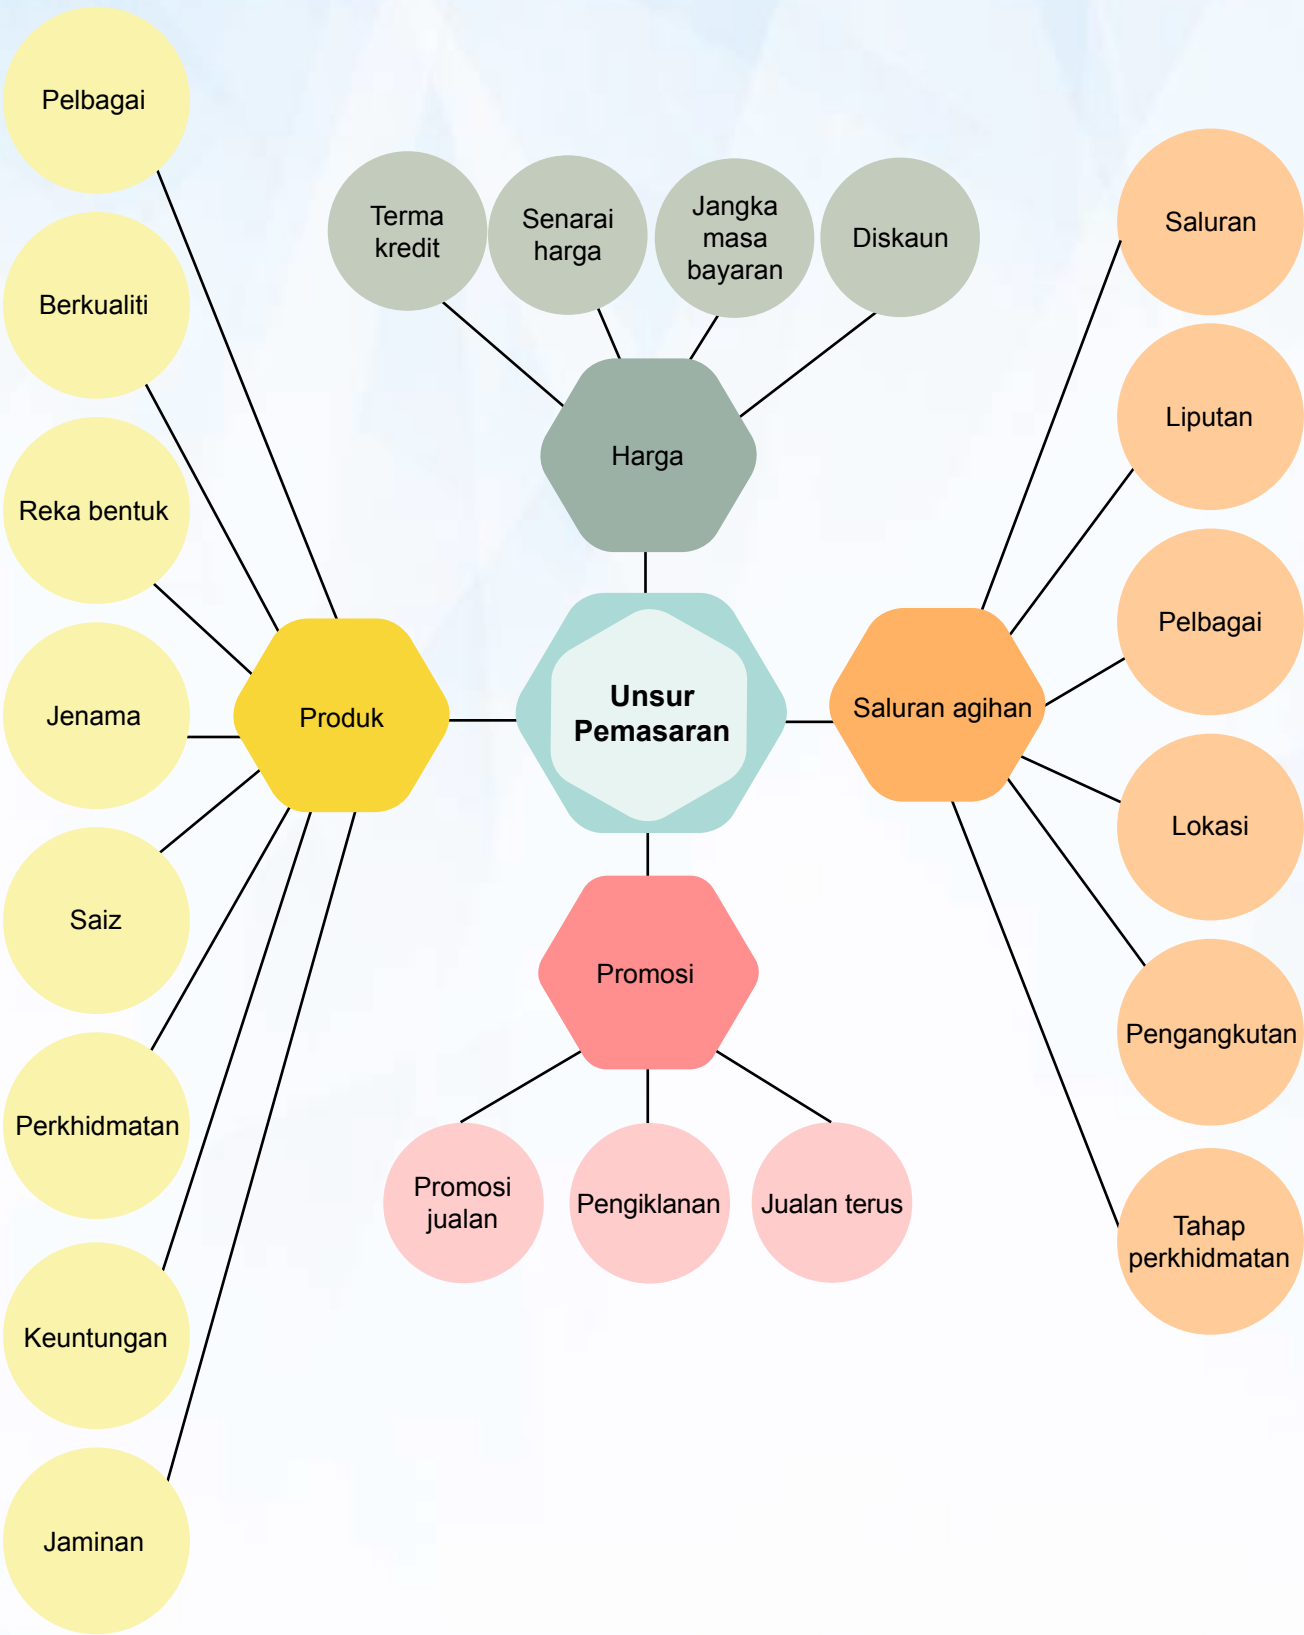 Pelbagai
Berkualiti
Reka bentuk
Jenama
Saiz
Perkhidmatan
Keuntungan
Jaminan
Produk
Terma
kredit
Senarai
harga
Jangka
masa
bayaran
Diskaun
Harga
Unsur
Pemasaran
Promosi
Promosi
jualan
Pengiklanan
Jualan terus
Saluran agihan
Saluran
Liputan
Pelbagai
Lokasi
Pengangkutan
Tahap
perkhidmatan